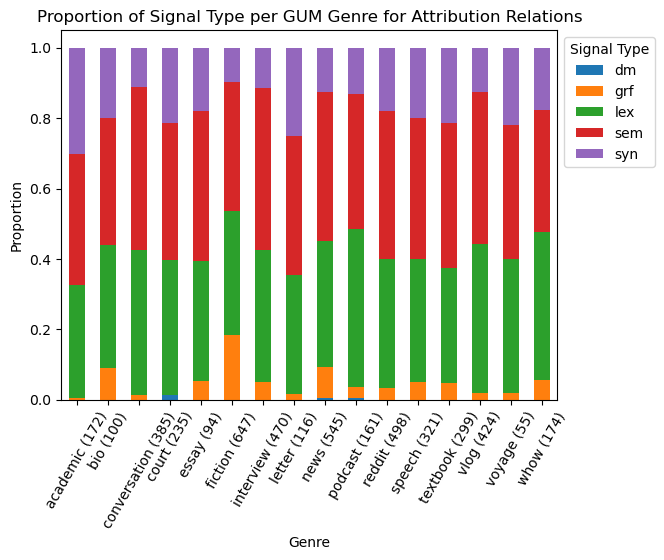 Proportion of Signal Type per GUM Genre for Attribution Relations
Signal Type
dm
grf
lex
sem
syn
Proportion
1.0
0.8
0.6
0.4
0.2
0.0
academic (172)
bio (100)
conversation (385)
court (235)
essay (94)
fiction (647)
interview (470)
letter (116)
news (545)
podcast (161)
reddit (498)
speech (321)
textbook (299)
vlog (424)
voyage (55)
whow (174)
Genre